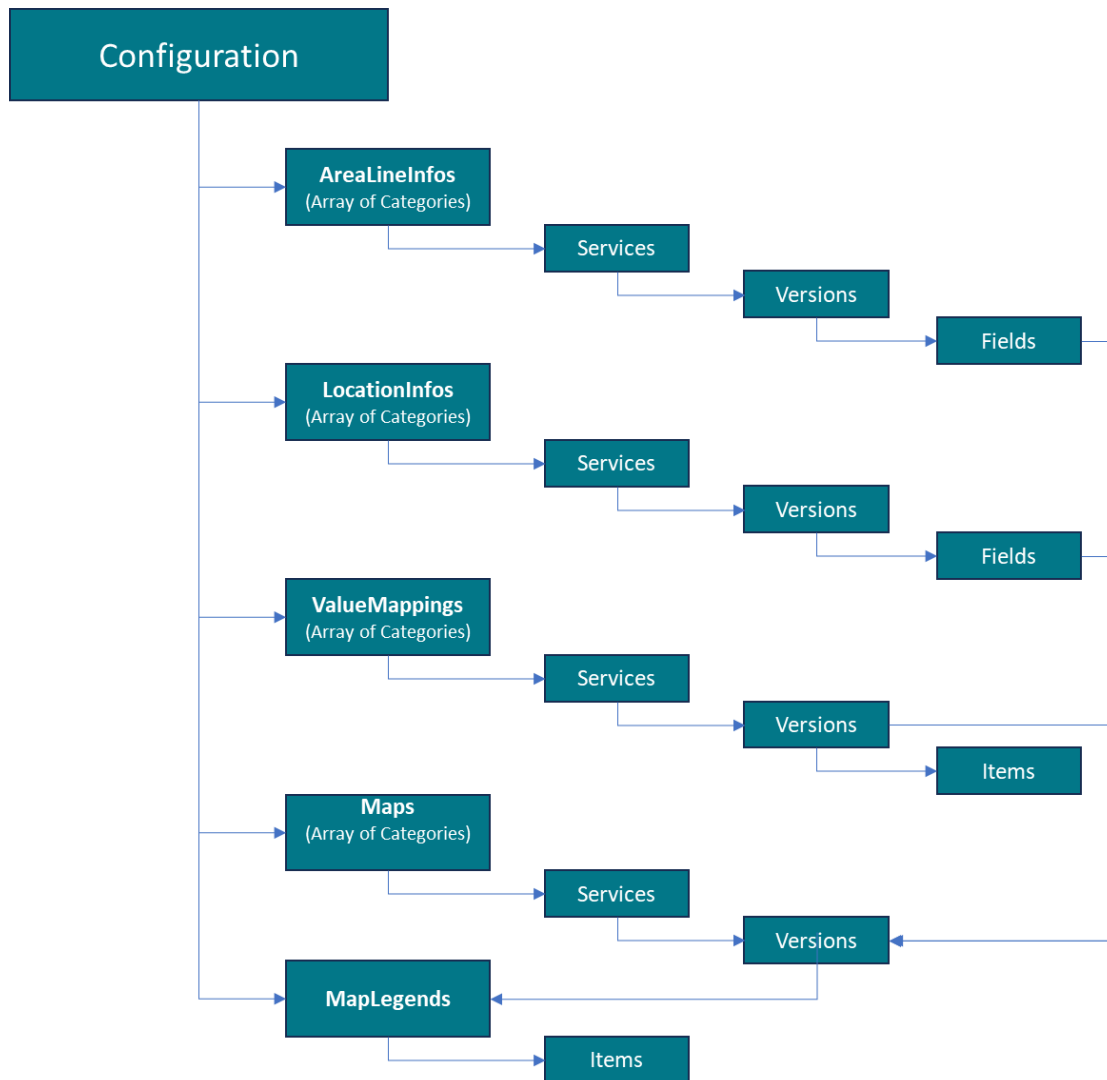 Configuration
AreaLineInfos
(Array of Categories)
Services
Versions
Fields
LocationInfos
(Array of Categories)
Services
Versions
Fields
ValueMappings
(Array of Categories)
Services
Versions
Items
Maps
(Array of Categories)
Services
Versions
MapLegends
Items